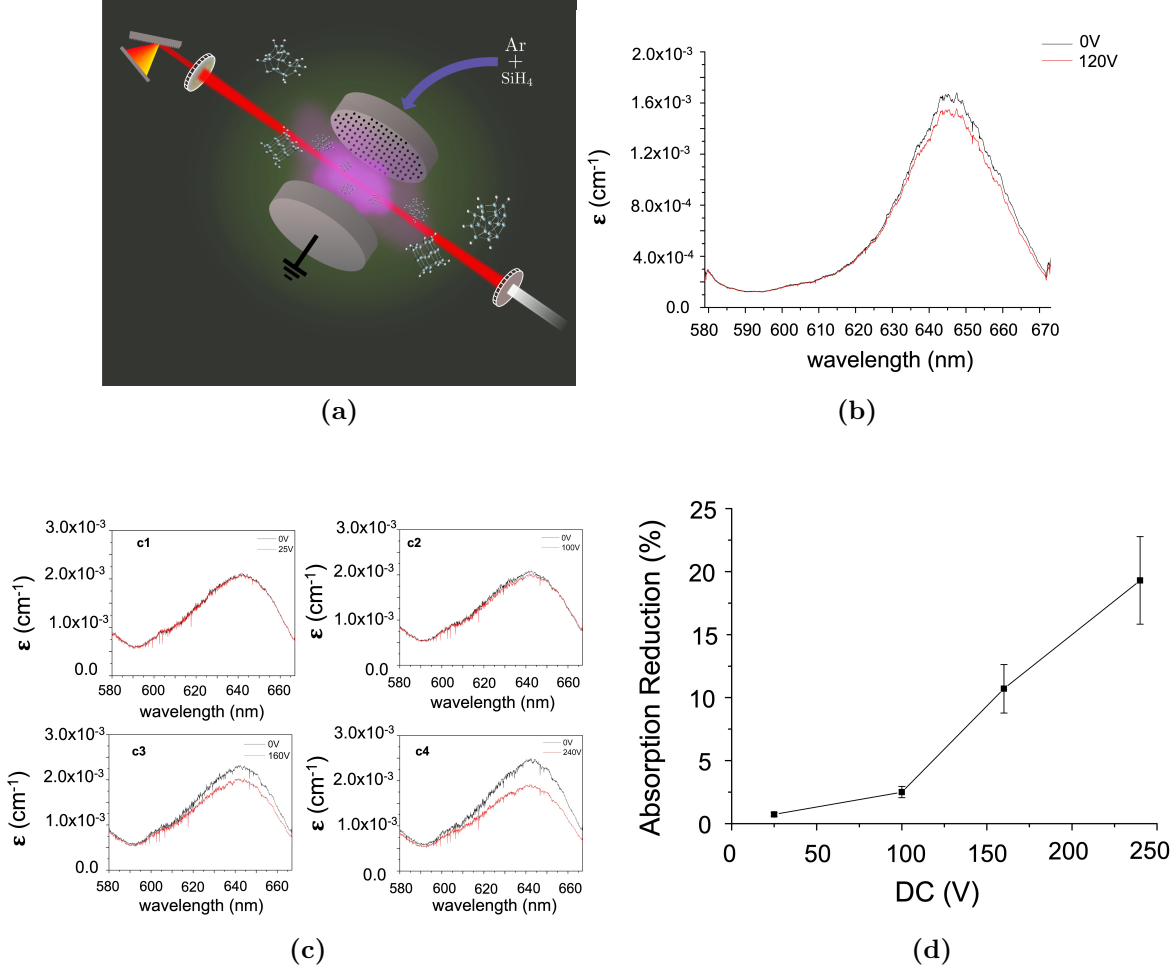 Ar
+
SiH₄
(a)
0V
120V
2.0x10⁻³
1.6x10⁻³
1.2x10⁻³
8.0x10⁻⁴
4.0x10⁻⁴
0.0
ε (cm⁻¹)
580 590 600 610 620 630 640 650 660 670
wavelength (nm)
(b)
c1
0V
25V
3.0x10⁻³
2.0x10⁻³
1.0x10⁻³
0.0
ε (cm⁻¹)
580 600 620 640 660
wavelength (nm)
c2
0V
100V
3.0x10⁻³
2.0x10⁻³
1.0x10⁻³
0.0
ε (cm⁻¹)
580 600 620 640 660
wavelength (nm)
c3
0V
160V
3.0x10⁻³
2.0x10⁻³
1.0x10⁻³
0.0
ε (cm⁻¹)
580 600 620 640 660
wavelength (nm)
c4
0V
240V
3.0x10⁻³
2.0x10⁻³
1.0x10⁻³
0.0
ε (cm⁻¹)
580 600 620 640 660
wavelength (nm)
(c)
25
20
15
10
5
0
Absorption Reduction (%)
0 50 100 150 200 250
DC (V)
(d)